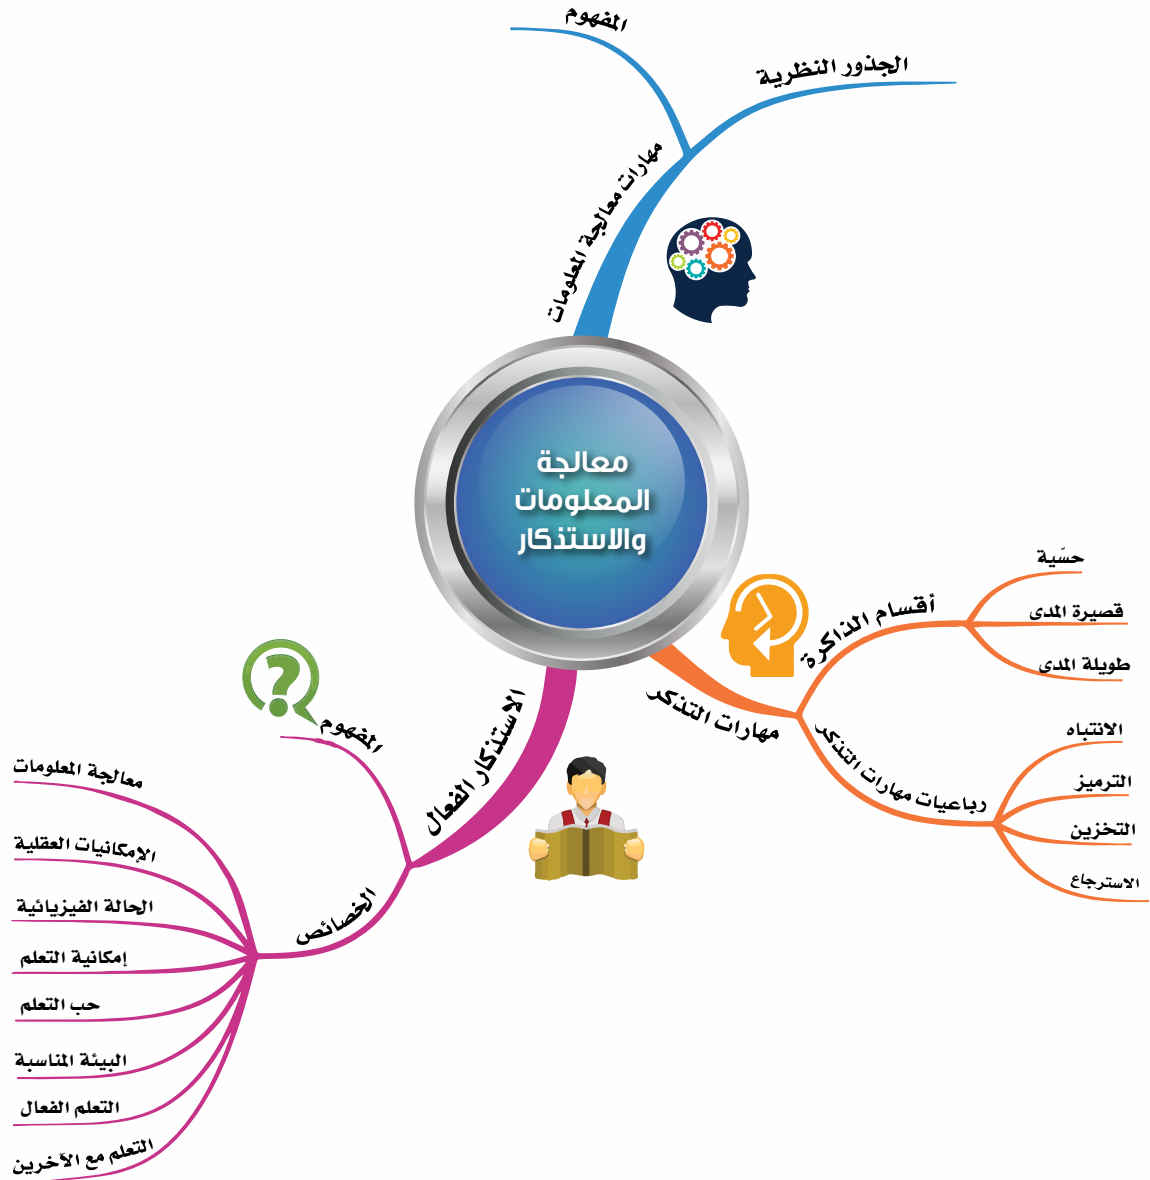 معالجة
المعلومات
والاستذكار
مهارات معالجة المعلومات
المفهوم
الجذور النظرية
مهارات التذكر
أقسام الذاكرة
حسّية
قصيرة المدى
طويلة المدى
رباعيات مهارات التذكر
الانتباه
الترميز
التخزين
الاسترجاع
الاستذكار الفعال
المفهوم
الخصائص
معالجة المعلومات
الإمكانيات العقلية
الحالة الفيزيائية
إمكانية التعلم
حب التعلم
البيئة المناسبة
التعلم الفعال
التعلم مع الآخرين